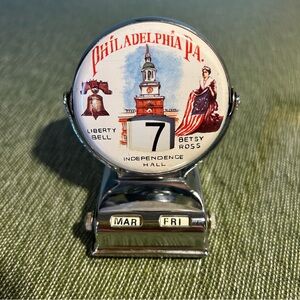 PHILADELPHIA PA.
LIBERTY
BELL
7
BETSY
ROSS
INDEPENDENCE
HALL
MAR FRI